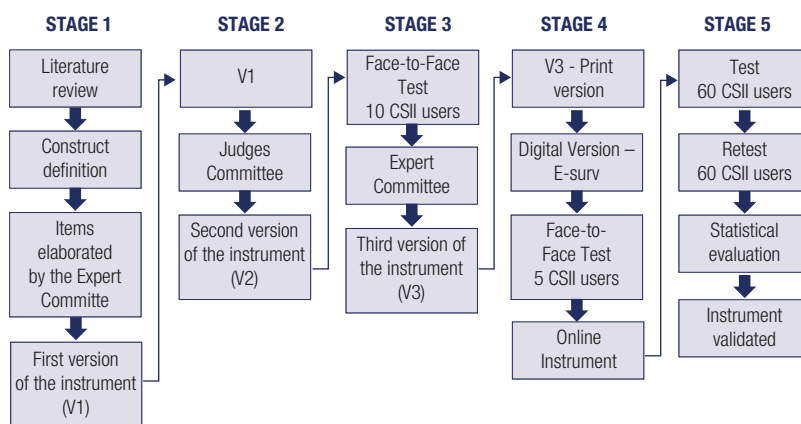 STAGE 1
Literature
review
Construct
definition
Items
elaborated
by the Expert
Committe
First version
of the instrument
(V1)
STAGE 2
V1
Judges
Committee
Second version
of the instrument
(V2)
STAGE 3
Face-to-Face
Test
10 CSII users
Expert
Committee
Third version of
the instrument
(V3)
STAGE 4
V3 - Print
version
Digital Version –
E-surv
Face-to-
Face Test
5 CSII users
Online
Instrument
STAGE 5
Test
60 CSII users
Retest
60 CSII users
Statistical
evaluation
Instrument
validated